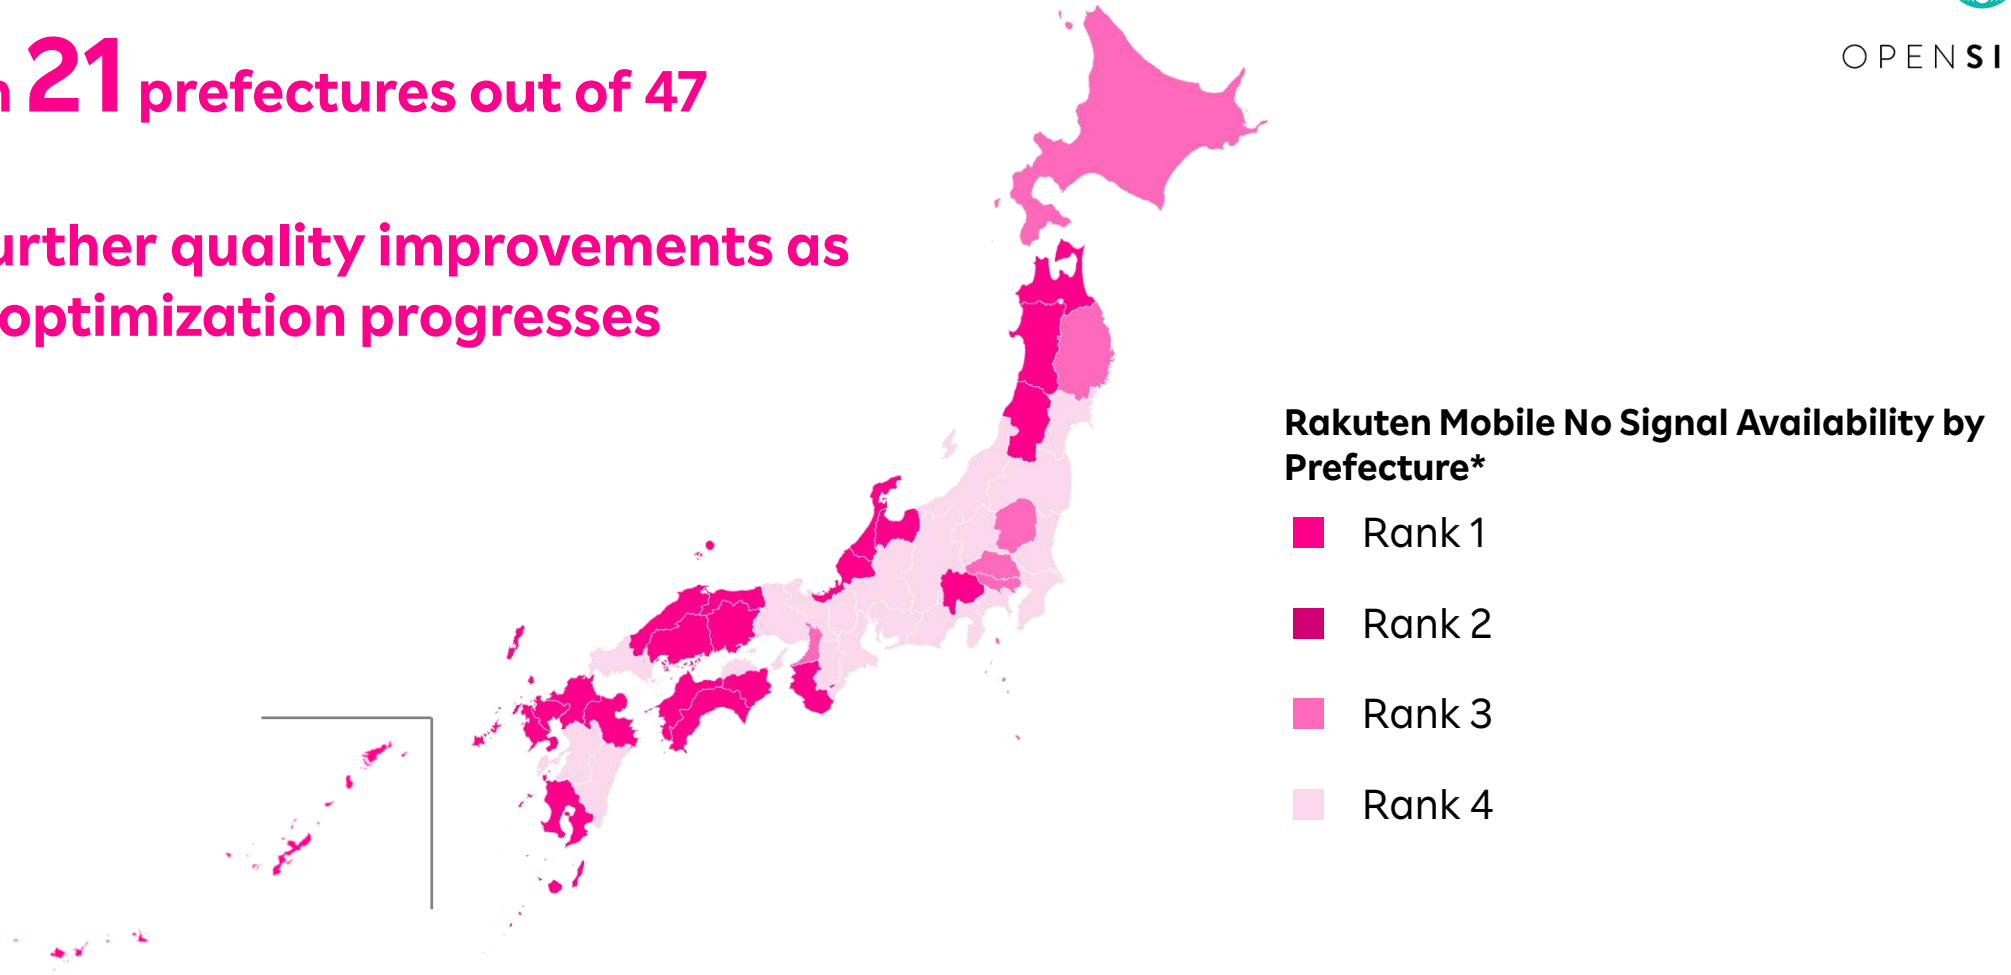 21 prefectures out of 47
OPENSI
urther quality improvements as
optimization progresses
Rakuten Mobile No Signal Availability by
Prefecture*
Rank 1
Rank 2
Rank 3
Rank 4